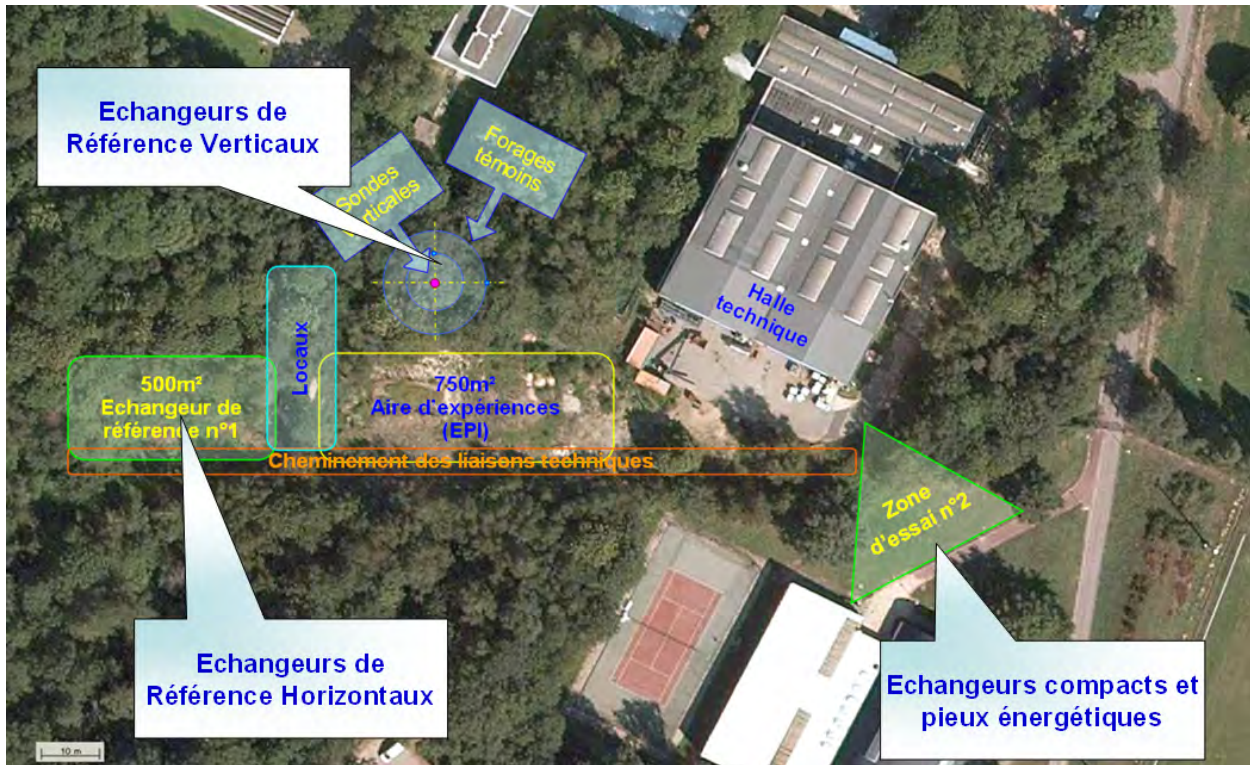 Echangeurs de
Référence Verticaux
Forages
témoins
Sondes
verticales
Halle
technique
Locaux
500m²
Echangeur de
référence n°1
750m²
Aire d'expériences
(EPI)
Cheminement des liaisons techniques
Zone
d'essai n°2
Echangeurs de
Référence Horizontaux
Echangeurs compacts et
pieux énergétiques
10 m